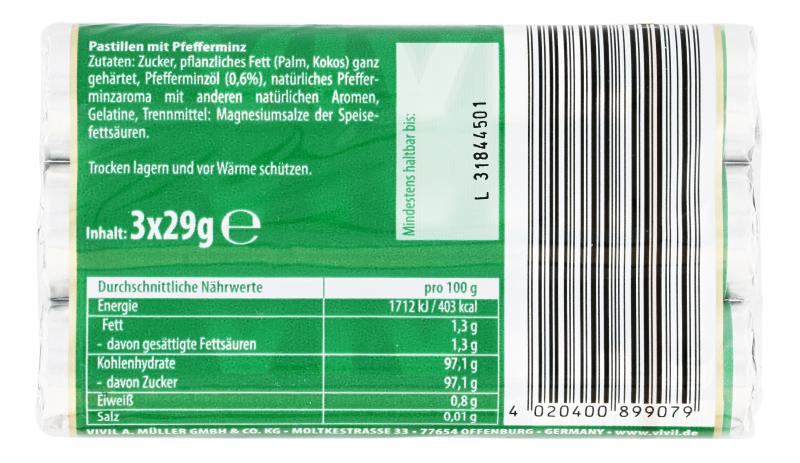 Pastillen mit Pfefferminz
Zutaten: Zucker, pflanzliches Fett (Palm, Kokos) ganz
gehärtet, Pfefferminzöl (0,6%), natürliches Pfeffer-
minzaroma mit anderen natürlichen Aromen,
Gelatine, Trennmittel: Magnesiumsalze der Speise-
fettsäuren.
Trocken lagern und vor Wärme schützen.
Inhalt: 3x29g ℮
Mindestens haltbar bis:
L 31844501
Durchschnittliche Nährwerte pro 100 g
Energie 1712 kJ / 403 kcal
Fett 1,3 g
- davon gesättigte Fettsäuren 1,3 g
Kohlenhydrate 97,1 g
- davon Zucker 97,1 g
Eiweiß 0,8 g
Salz 0,01 g
VIVIL A. MÜLLER GMBH & CO. KG - MOLTKESTRASSE 33 - 77654 OFFENBURG - GERMANY - www.vivil.de
4 020400 899079